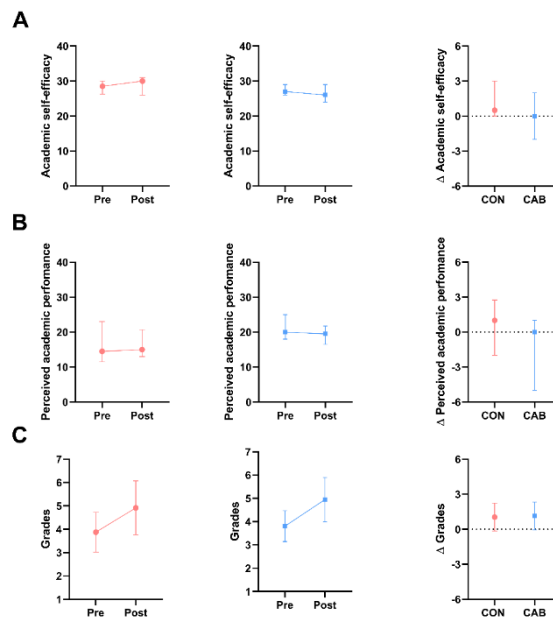 A
Academic self-efficacy
40
30
20
10
0
Pre Post
Academic self-efficacy
40
30
20
10
0
Pre Post
Δ Academic self-efficacy
6
3
0
-3
-6
CON CAB
B
Perceived academic perfomance
40
30
20
10
0
Pre Post
Perceived academic perfomance
40
30
20
10
0
Pre Post
Δ Perceived academic perfomance
6
3
0
-3
-6
CON CAB
C
Grades
7
6
5
4
3
2
1
Pre Post
Grades
7
6
5
4
3
2
1
Pre Post
Δ Grades
6
3
0
-3
-6
CON CAB